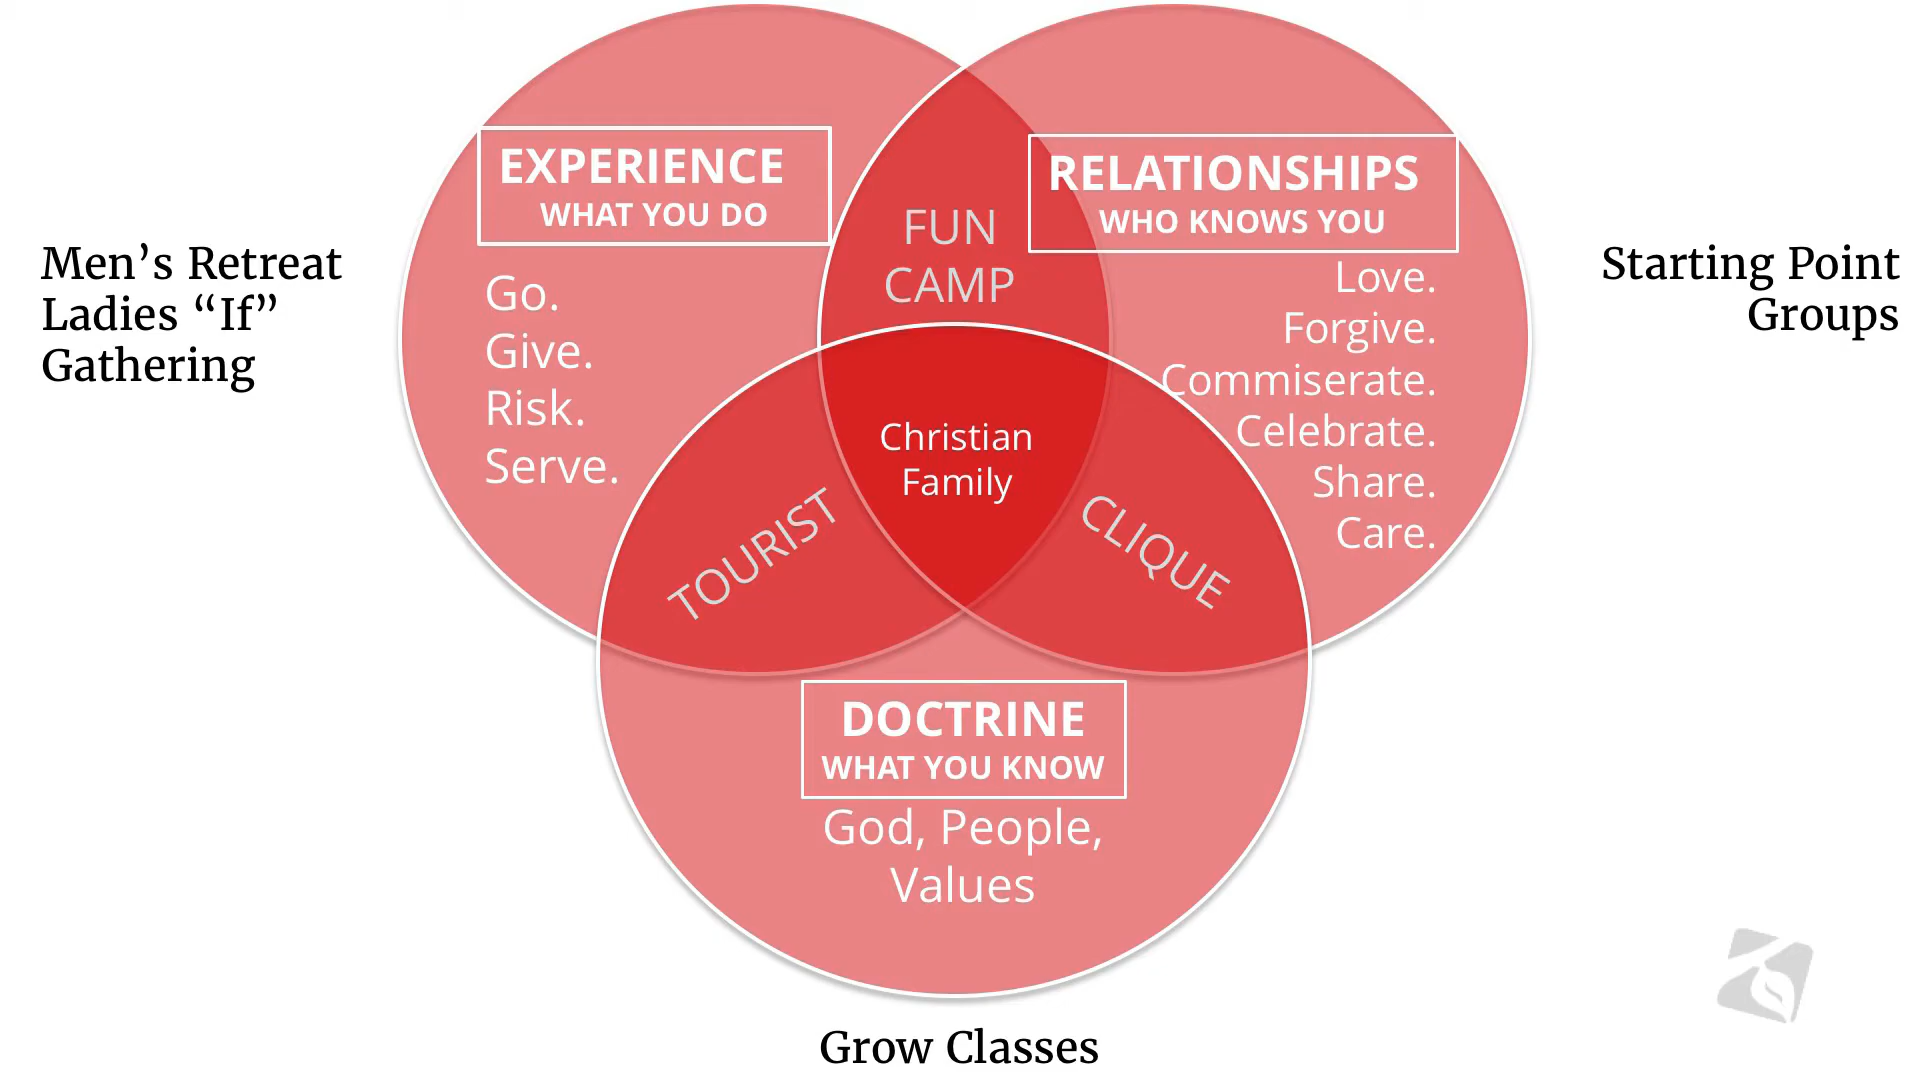 EXPERIENCE
WHAT YOU DO
Go.
Give.
Risk.
Serve.
FUN
CAMP
RELATIONSHIPS
WHO KNOWS YOU
Love.
Forgive.
Commiserate.
Celebrate.
Share.
Care.
Men’s Retreat
Ladies “If”
Gathering
Starting Point
Groups
Christian
Family
TOURIST
CLIQUE
DOCTRINE
WHAT YOU KNOW
God, People,
Values
Grow Classes